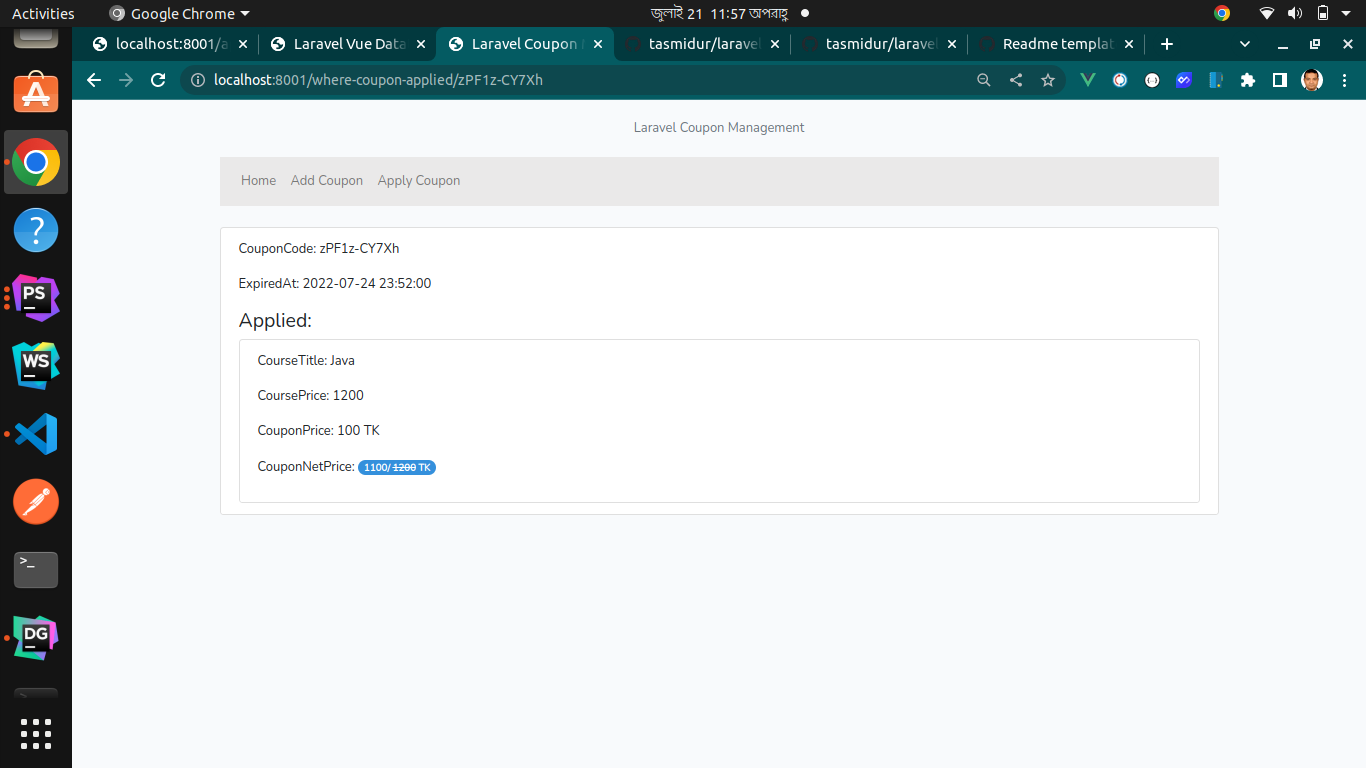 Activities Google Chrome জুলাই 21 11:57 অপরাহ্ণ
localhost:8001/a Laravel Vue Data Laravel Coupon tasmidur/laravel tasmidur/laravel Readme templat
localhost:8001/where-coupon-applied/zPF1z-CY7Xh
Laravel Coupon Management
Home Add Coupon Apply Coupon
CouponCode: zPF1z-CY7Xh
ExpiredAt: 2022-07-24 23:52:00
Applied:
CourseTitle: Java
CoursePrice: 1200
CouponPrice: 100 TK
CouponNetPrice: 1100/ 1200 TK
PS
WS
>_
DG